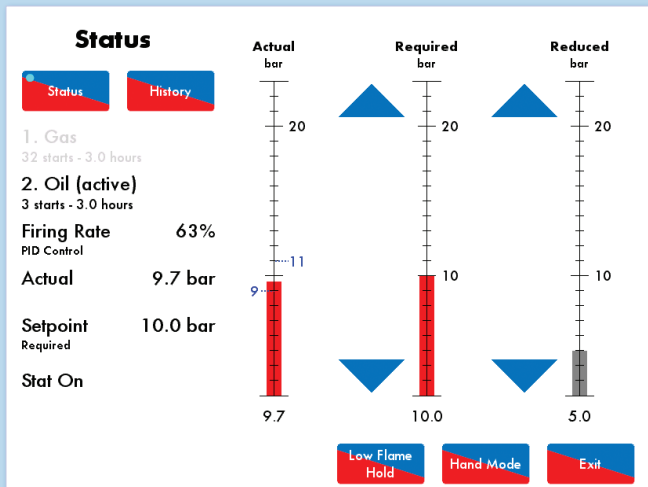 Status
Status
History
1. Gas
32 starts - 3.0 hours
2. Oil (active)
3 starts - 3.0 hours
Firing Rate 63%
PID Control
Actual 9.7 bar
Setpoint 10.0 bar
Required
Stat On
Actual
bar
20
11
9
9.7
Required
bar
20
10
10.0
Reduced
bar
20
10
5.0
Low Flame
Hold
Hand Mode
Exit